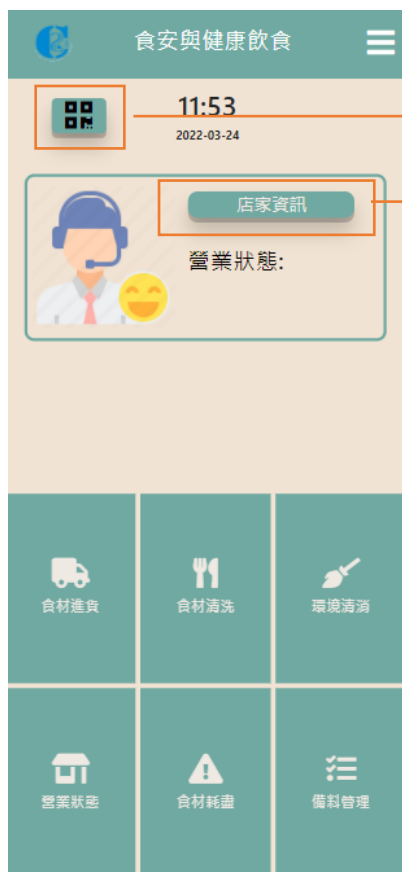 食安與健康飲食
11:53
2022-03-24
店家資訊
營業狀態:
食材進貨
食材清洗
環境清消
營業狀態
食材耗盡
備料管理